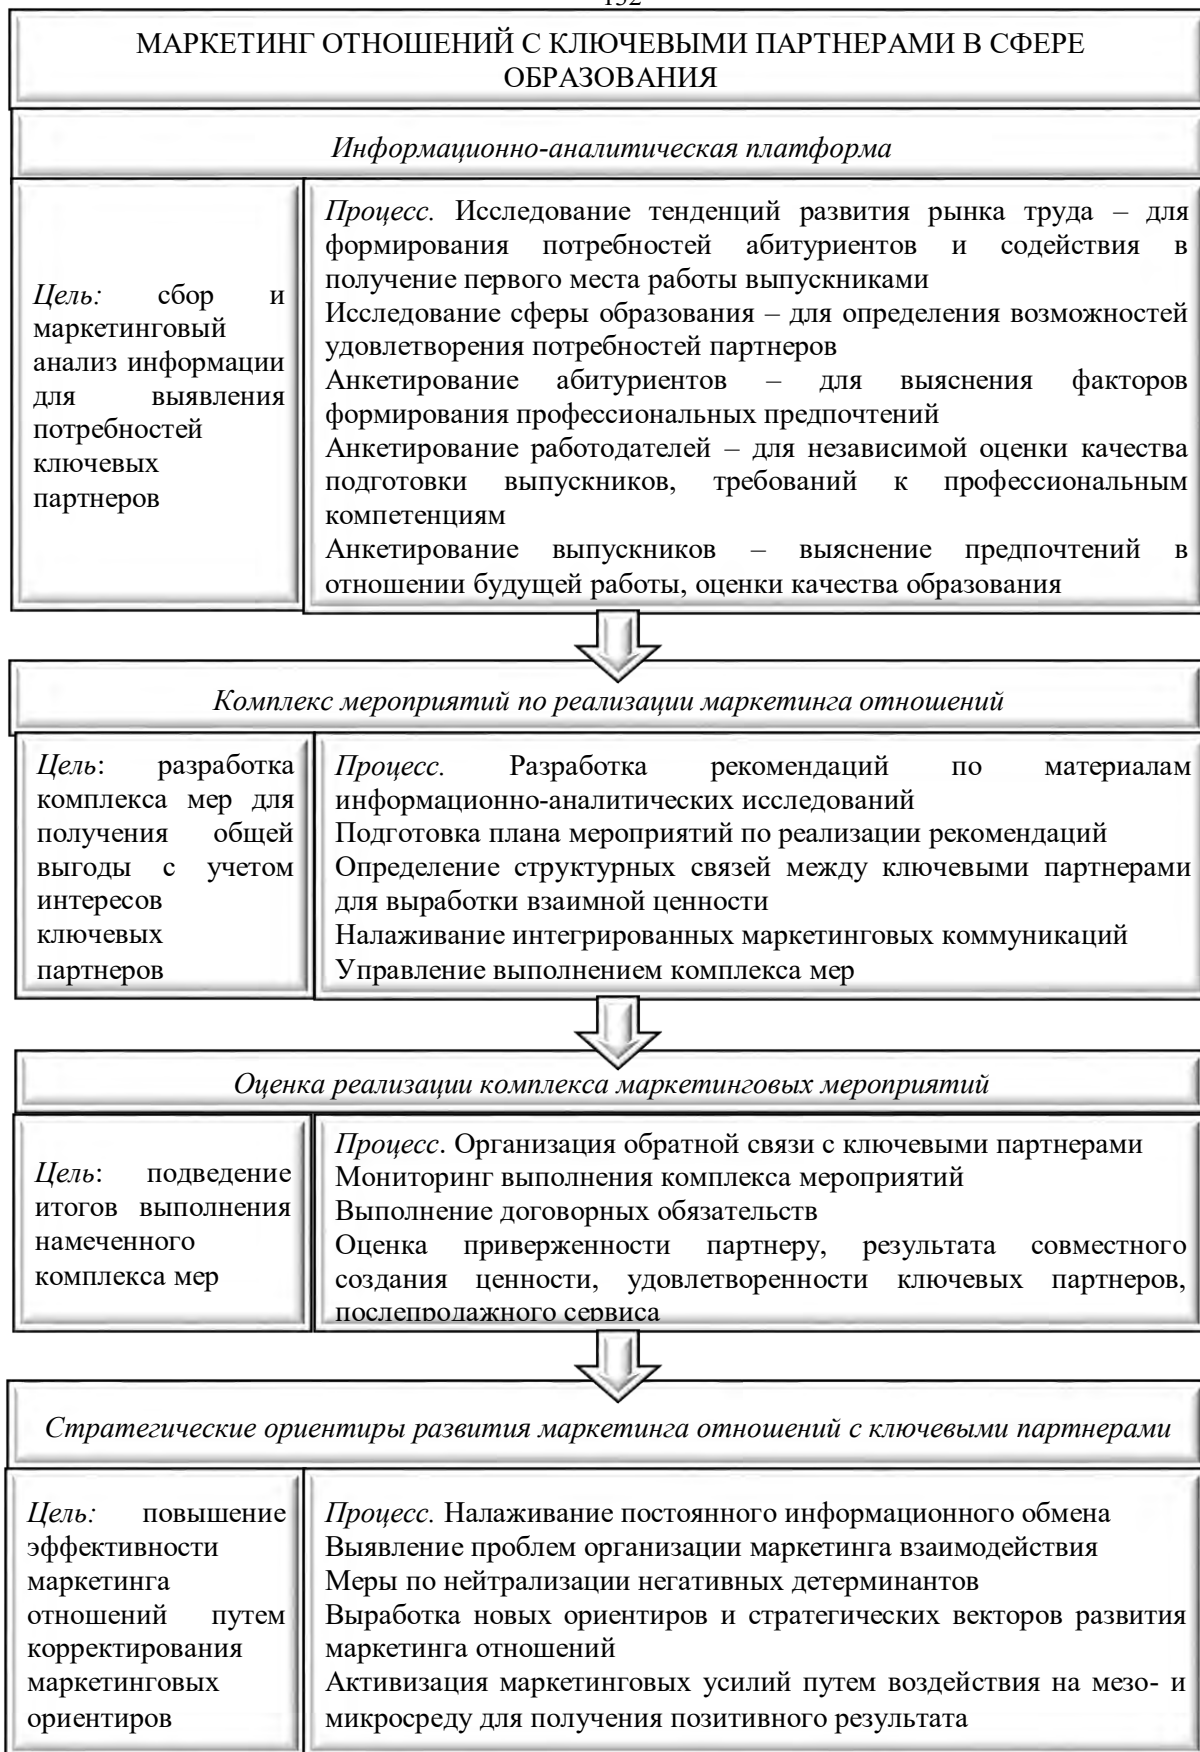 МАРКЕТИНГ ОТНОШЕНИЙ С КЛЮЧЕВЫМИ ПАРТНЕРАМИ В СФЕРЕ
ОБРАЗОВАНИЯ
Информационно-аналитическая платформа
Цель: сбор и
маркетинговый
анализ информации
для выявления
потребностей
ключевых
партнеров
Процесс. Исследование тенденций развития рынка труда – для
формирования потребностей абитуриентов и содействия в
получение первого места работы выпускниками
Исследование сферы образования – для определения возможностей
удовлетворения потребностей партнеров
Анкетирование абитуриентов – для выяснения факторов
формирования профессиональных предпочтений
Анкетирование работодателей – для независимой оценки качества
подготовки выпускников, требований к профессиональным
компетенциям
Анкетирование выпускников – выяснение предпочтений в
отношении будущей работы, оценки качества образования
Комплекс мероприятий по реализации маркетинга отношений
Цель: разработка
комплекса мер для
получения общей
выгоды с учетом
интересов
ключевых
партнеров
Процесс. Разработка рекомендаций по материалам
информационно-аналитических исследований
Подготовка плана мероприятий по реализации рекомендаций
Определение структурных связей между ключевыми партнерами
для выработки взаимной ценности
Налаживание интегрированных маркетинговых коммуникаций
Управление выполнением комплекса мер
Оценка реализации комплекса маркетинговых мероприятий
Цель: подведение
итогов выполнения
намеченного
комплекса мер
Процесс. Организация обратной связи с ключевыми партнерами
Мониторинг выполнения комплекса мероприятий
Выполнение договорных обязательств
Оценка приверженности партнеру, результата совместного
создания ценности, удовлетворенности ключевых партнеров,
послепродажного сервиса
Стратегические ориентиры развития маркетинга отношений с ключевыми партнерами
Цель: повышение
эффективности
маркетинга
отношений путем
корректирования
маркетинговых
ориентиров
Процесс. Налаживание постоянного информационного обмена
Выявление проблем организации маркетинга взаимодействия
Меры по нейтрализации негативных детерминантов
Выработка новых ориентиров и стратегических векторов развития
маркетинга отношений
Активизация маркетинговых усилий путем воздействия на мезо- и
микросреду для получения позитивного результата